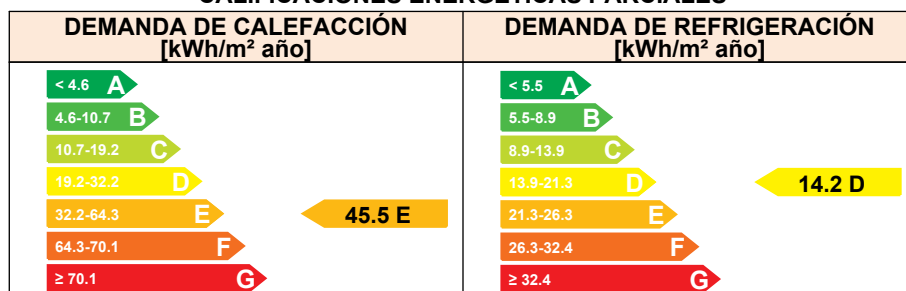 CALIFICACIONES ENERGÉTICAS PARCIALES
DEMANDA DE CALEFACCIÓN
[kWh/m² año]
DEMANDA DE REFRIGERACIÓN
[kWh/m² año]
< 4.6 A
4.6-10.7 B
10.7-19.2 C
19.2-32.2 D
32.2-64.3 E
45.5 E
64.3-70.1 F
≥ 70.1 G
< 5.5 A
5.5-8.9 B
8.9-13.9 C
13.9-21.3 D
14.2 D
21.3-26.3 E
26.3-32.4 F
≥ 32.4 G